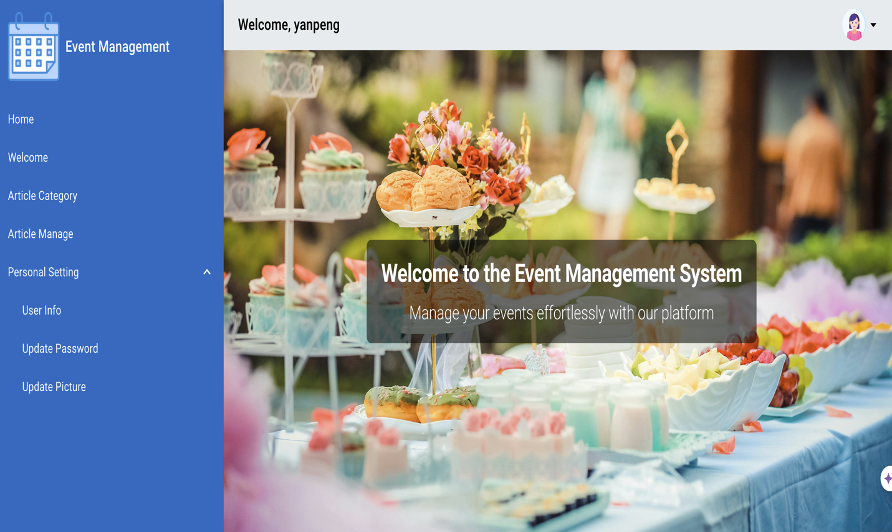 Event Management
Welcome, yanpeng
Home
Welcome
Article Category
Article Manage
Personal Setting
User Info
Update Password
Update Picture
Welcome to the Event Management System
Manage your events effortlessly with our platform